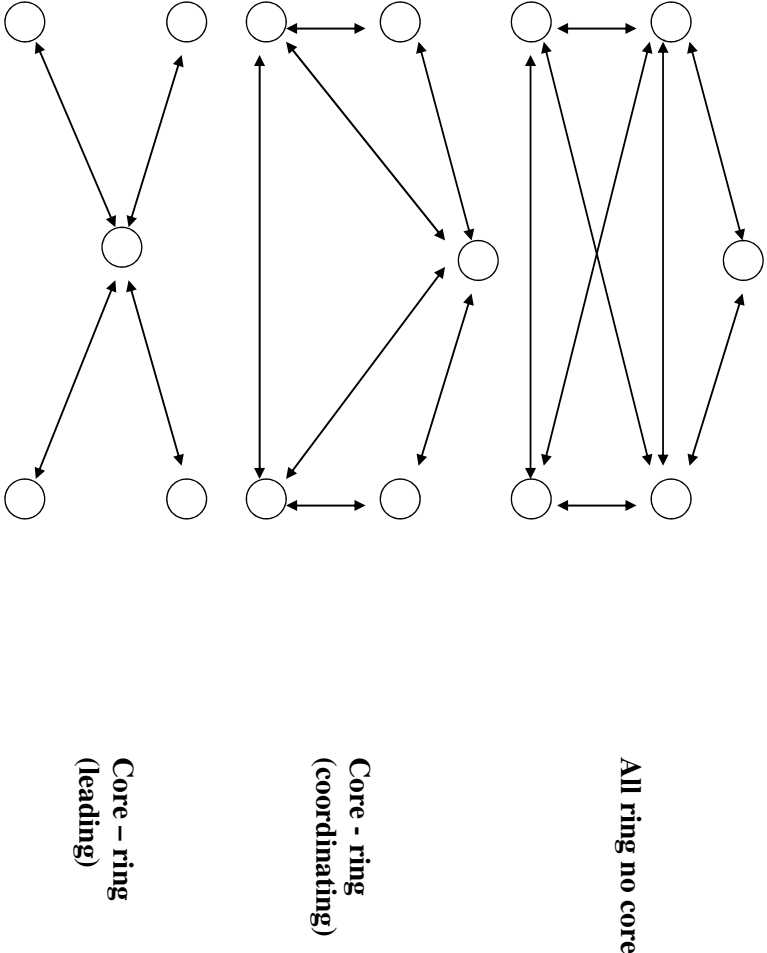 All ring no core
Core - ring
(coordinating)
Core – ring
(leading)